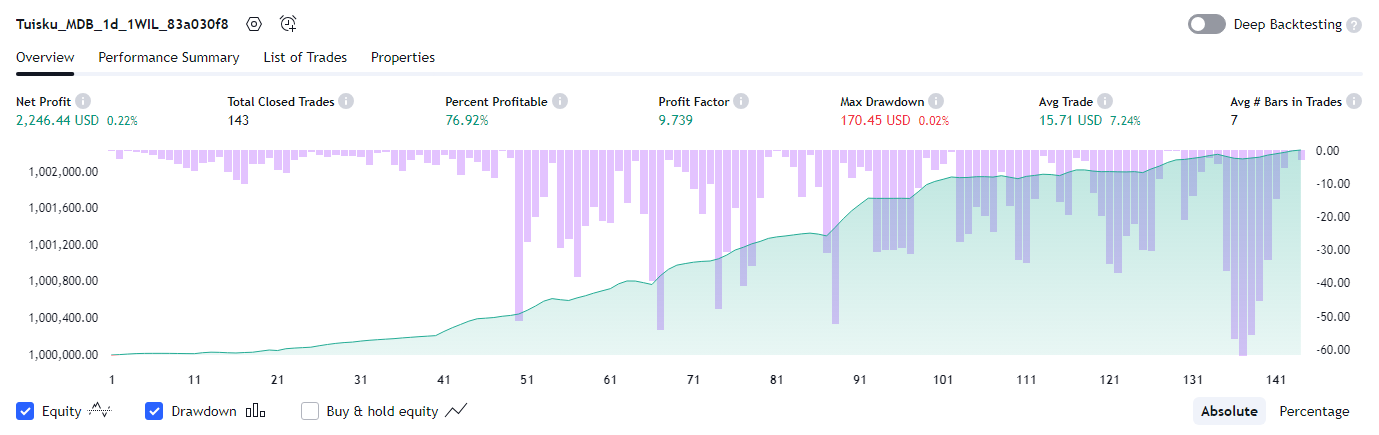 Tuisku_MDB_1d_1WIL_83a030f8 Deep Backtesting ?
Overview Performance Summary List of Trades Properties
Net Profit i Total Closed Trades i Percent Profitable i Profit Factor i Max Drawdown i Avg Trade i Avg # Bars in Trades i
2,246.44 USD 0.22% 143 76.92% 9.739 170.45 USD 0.02% 15.71 USD 7.24% 7
0.00
1,002,000.00
-10.00
1,001,600.00
-20.00
1,001,200.00
-30.00
1,000,800.00
-40.00
1,000,400.00
-50.00
1,000,000.00
-60.00
1 11 21 31 41 51 61 71 81 91 101 111 121 131 141
Equity Drawdown Buy & hold equity Absolute Percentage